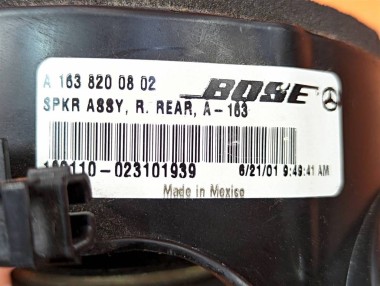 A 163 820 08 02
BOSE
SPKR ASSY, R. REAR, A-163
023101939
6/21/01 9:49:41 AM
Made in Mexico